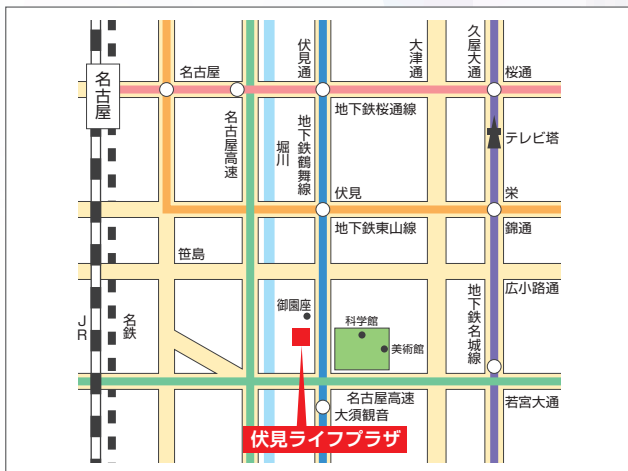 伏見通
大津通
久屋大通
名古屋
名古屋
桜通
地下鉄桜通線
名古屋高速
堀川
地下鉄鶴舞線
テレビ塔
伏見
栄
地下鉄東山線
錦通
笹島
広小路通
御園座
科学館
美術館
地下鉄名城線
JR
名鉄
名古屋高速
若宮大通
大須観音
伏見ライフプラザ